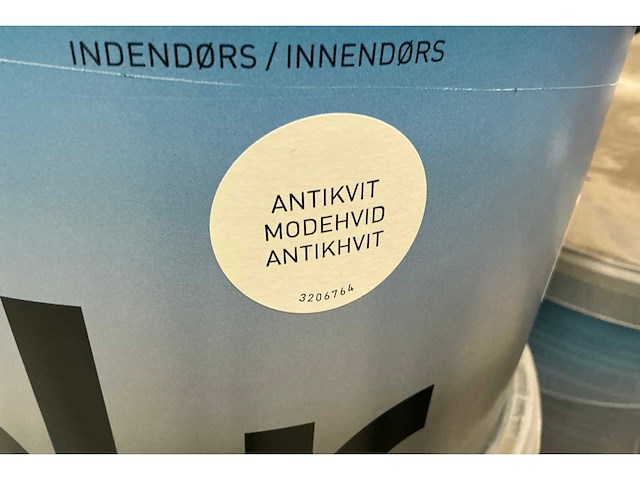 INDENDØRS / INNENDØRS
ANTIKVIT
MODEHVID
ANTIKHVIT
3206764